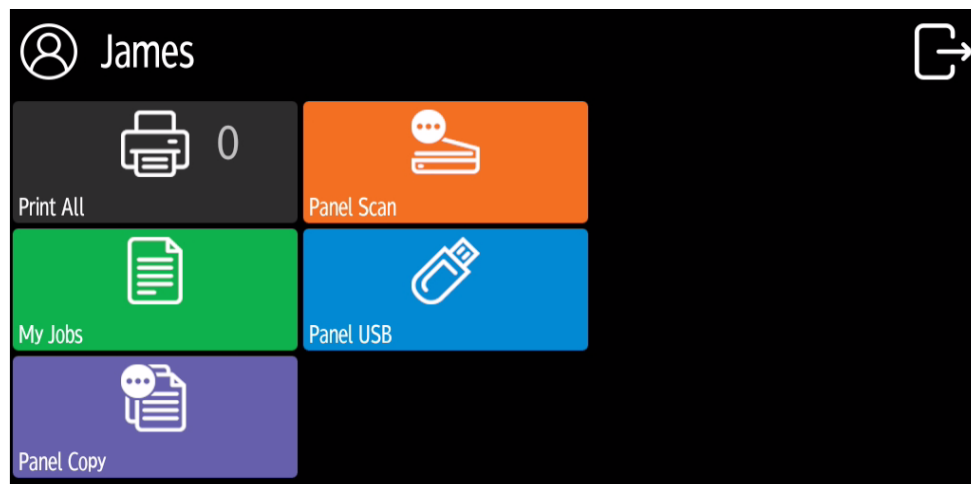 James
0
Print All
Panel Scan
My Jobs
Panel USB
Panel Copy